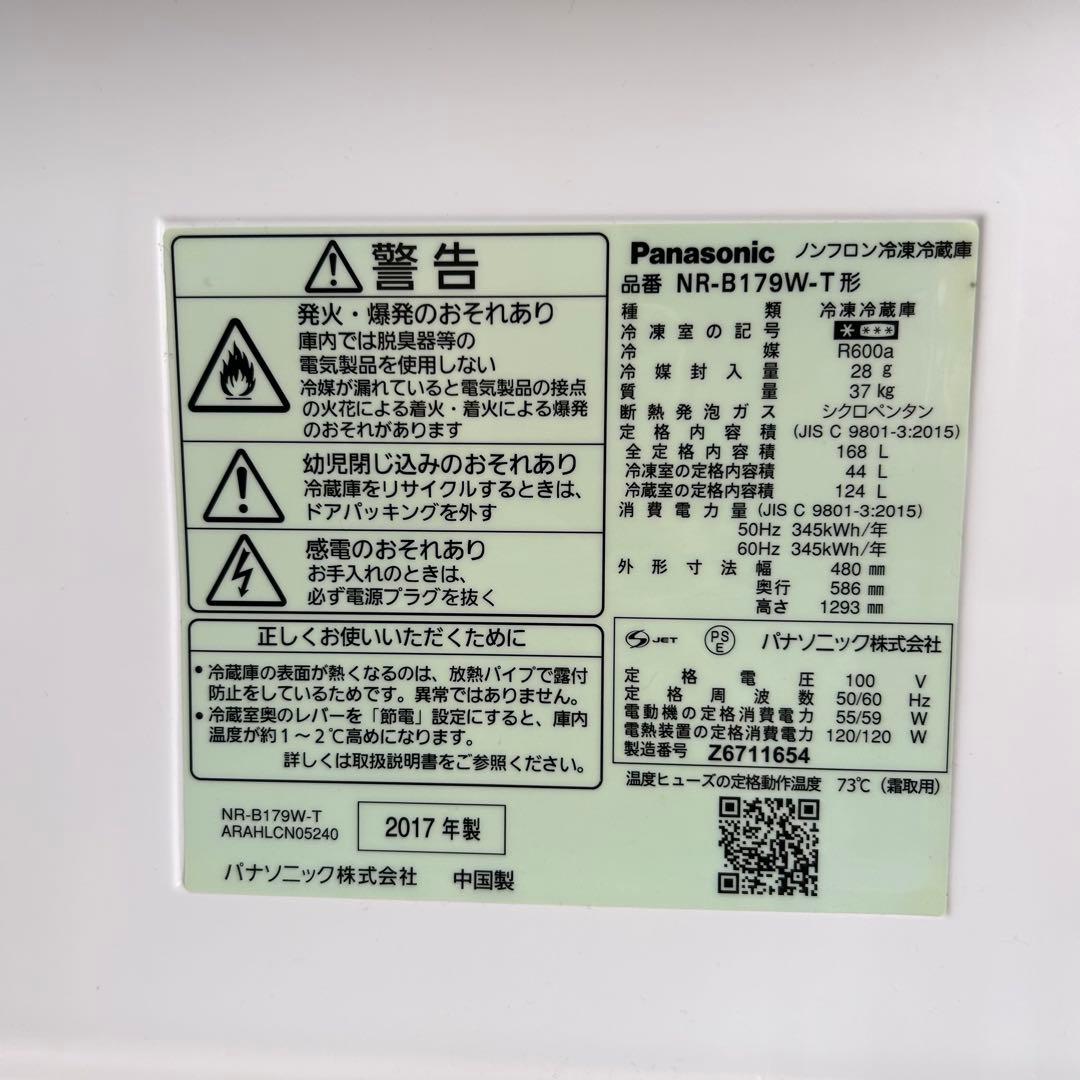 警告
発火・爆発のおそれあり
庫内では脱臭器等の
電気製品を使用しない
冷媒が漏れていると電気製品の接点
の火花による着火・着火による爆発
のおそれがあります
幼児閉じ込みのおそれあり
冷蔵庫をリサイクルするときは、
ドアパッキングを外す
感電のおそれあり
お手入れのときは、
必ず電源プラグを抜く
正しくお使いいただくために
・冷蔵庫の表面が熱くなるのは、放熱パイプで露付
防止をしているためです。異常ではありません。
・冷蔵室奥のレバーを「節電」設定にすると、庫内
温度が約1～2℃高めになります。
詳しくは取扱説明書をご参照ください。
NR-B179W-T
ARAHLCN05240
2017年製
パナソニック株式会社 中国製
Panasonic ノンフロン冷凍冷蔵庫
品番 NR-B179W-T形
種類 冷凍冷蔵庫
冷凍室の記号 * ***
冷媒 R600a
冷媒封入量 28 g
質量 37 kg
断熱発泡ガス シクロペンタン
定格内容積 (JIS C 9801-3:2015)
全定格内容積 168 L
冷凍室の定格内容積 44 L
冷蔵室の定格内容積 124 L
消費電力量 (JIS C 9801-3:2015)
50Hz 345kWh/年
60Hz 345kWh/年
外形寸法 幅 480 mm
奥行 586 mm
高さ 1293 mm
S JET PSE パナソニック株式会社
定格電圧 100 V
定格周波数 50/60 Hz
電動機の定格消費電力 55/59 W
電熱装置の定格消費電力 120/120 W
製造番号 Z6711654
温度ヒューズの定格動作温度 73℃（霜取用）